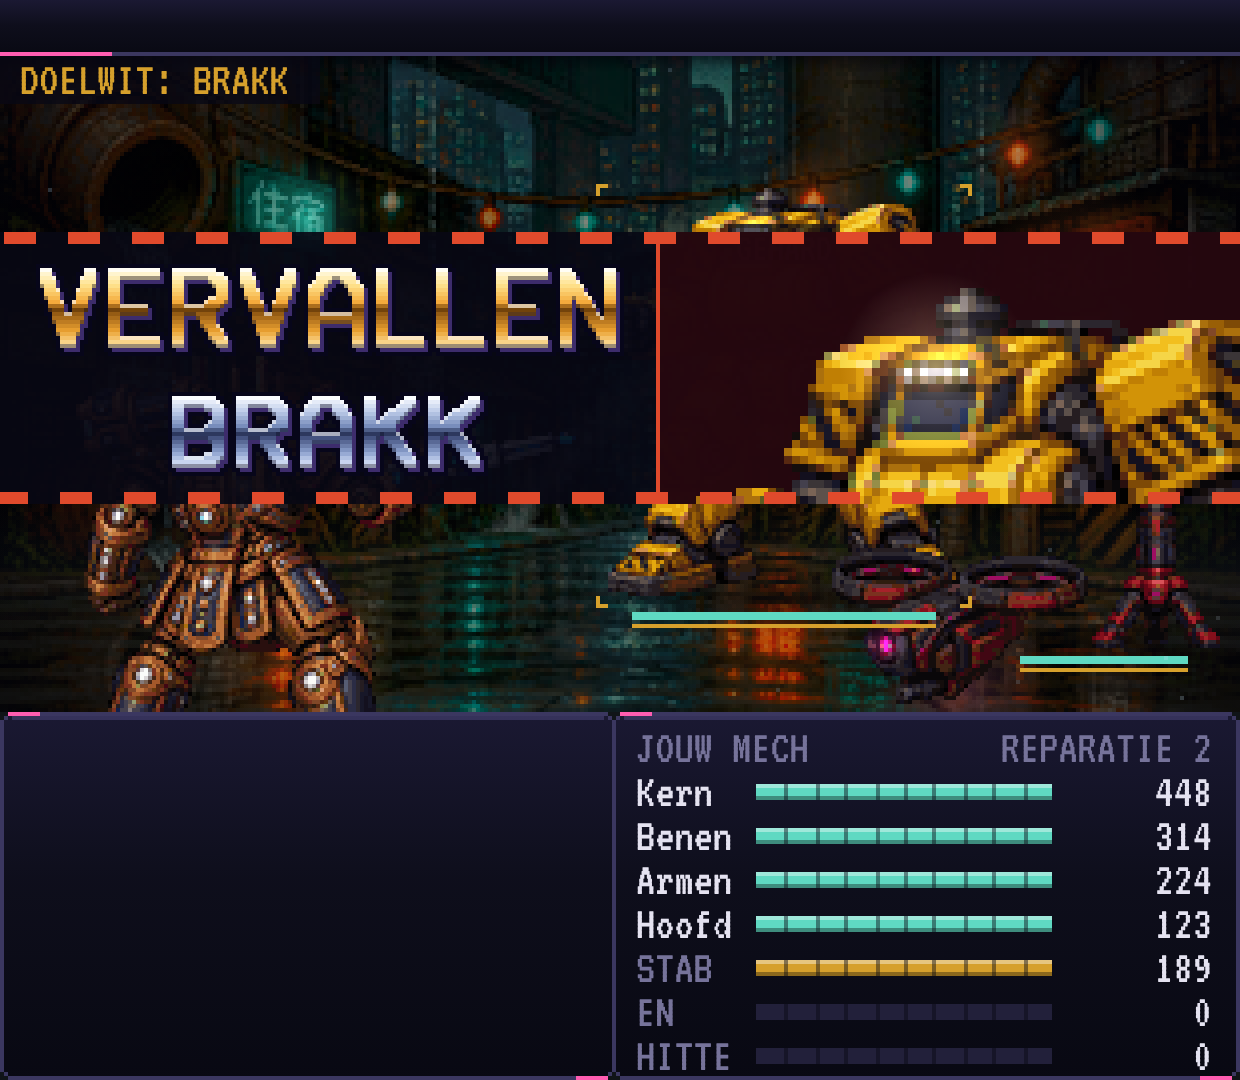 DOELWIT: BRAKK
住宿
VERVALLEN
BRAKK
JOUW MECH REPARATIE 2
Kern 448
Benen 314
Armen 224
Hoofd 123
STAB 189
EN 0
HITTE 0